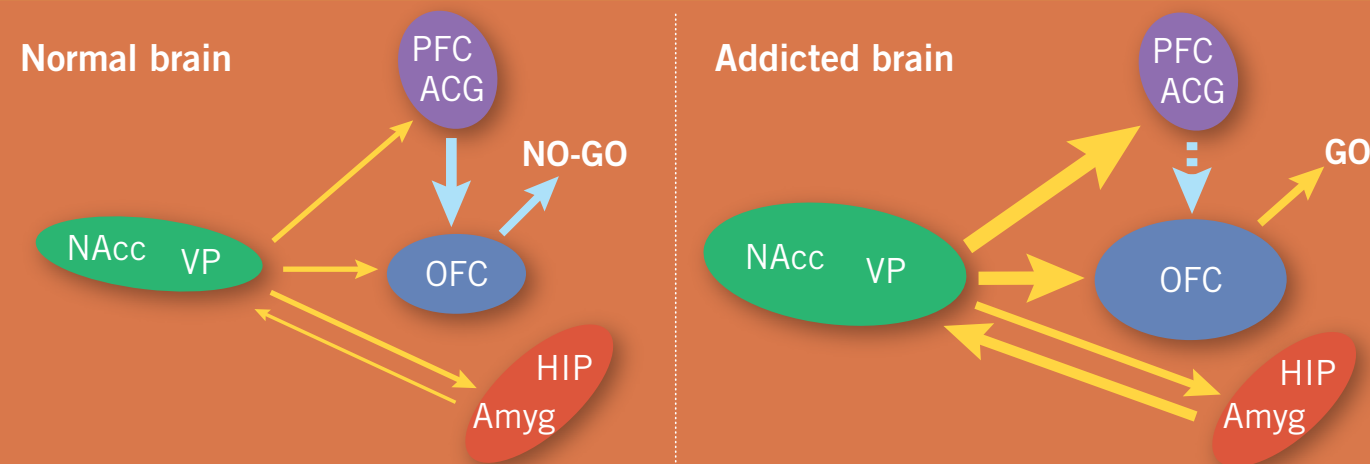 Normal brain
PFC
ACG
NO-GO
NAcc
VP
OFC
HIP
Amyg
Addicted brain
PFC
ACG
GO
NAcc
VP
OFC
HIP
Amyg